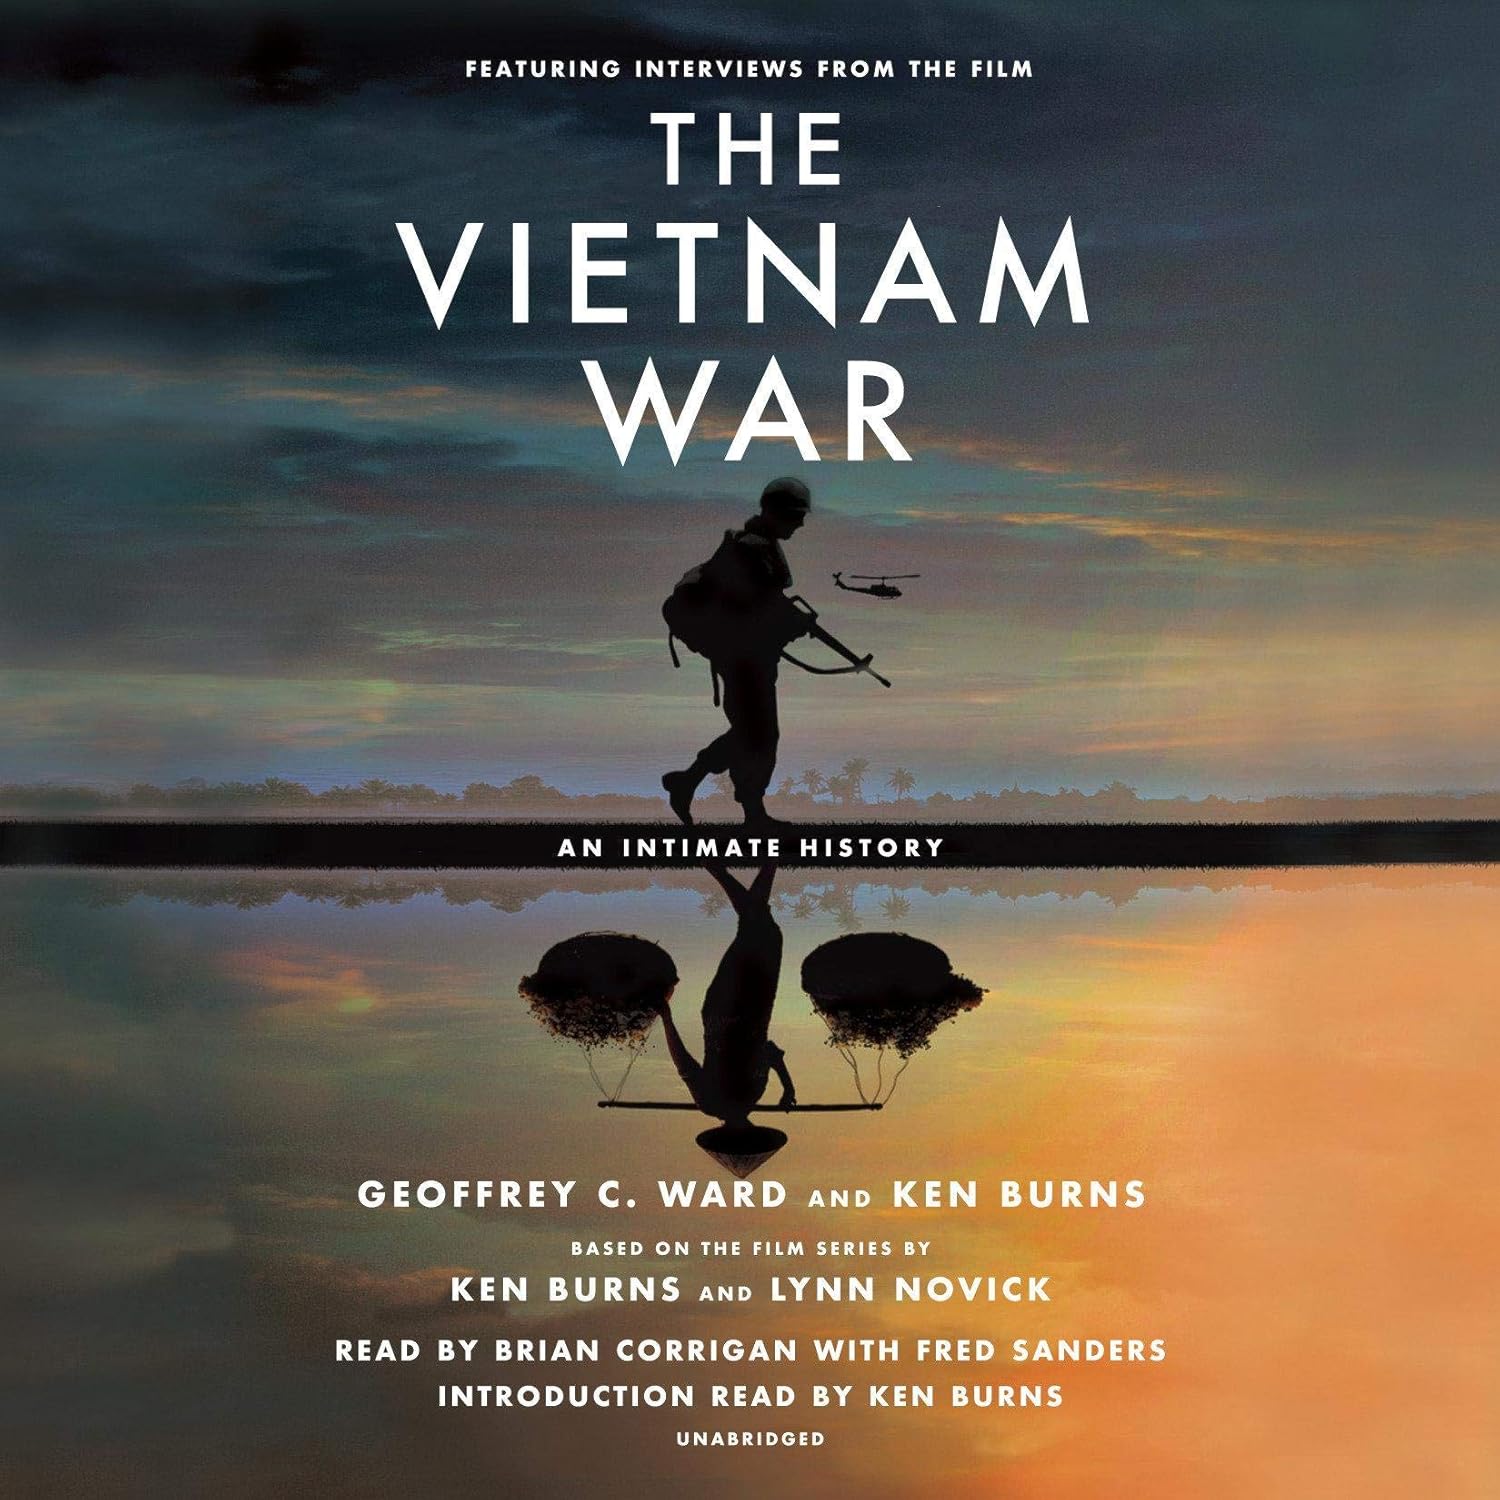 FEATURING INTERVIEWS FROM THE FILM
THE
VIETNAM
WAR
AN INTIMATE HISTORY
GEOFFREY C. WARD AND KEN BURNS
BASED ON THE FILM SERIES BY
KEN BURNS AND LYNN NOVICK
READ BY BRIAN CORRIGAN WITH FRED SANDERS
INTRODUCTION READ BY KEN BURNS
UNABRIDGED